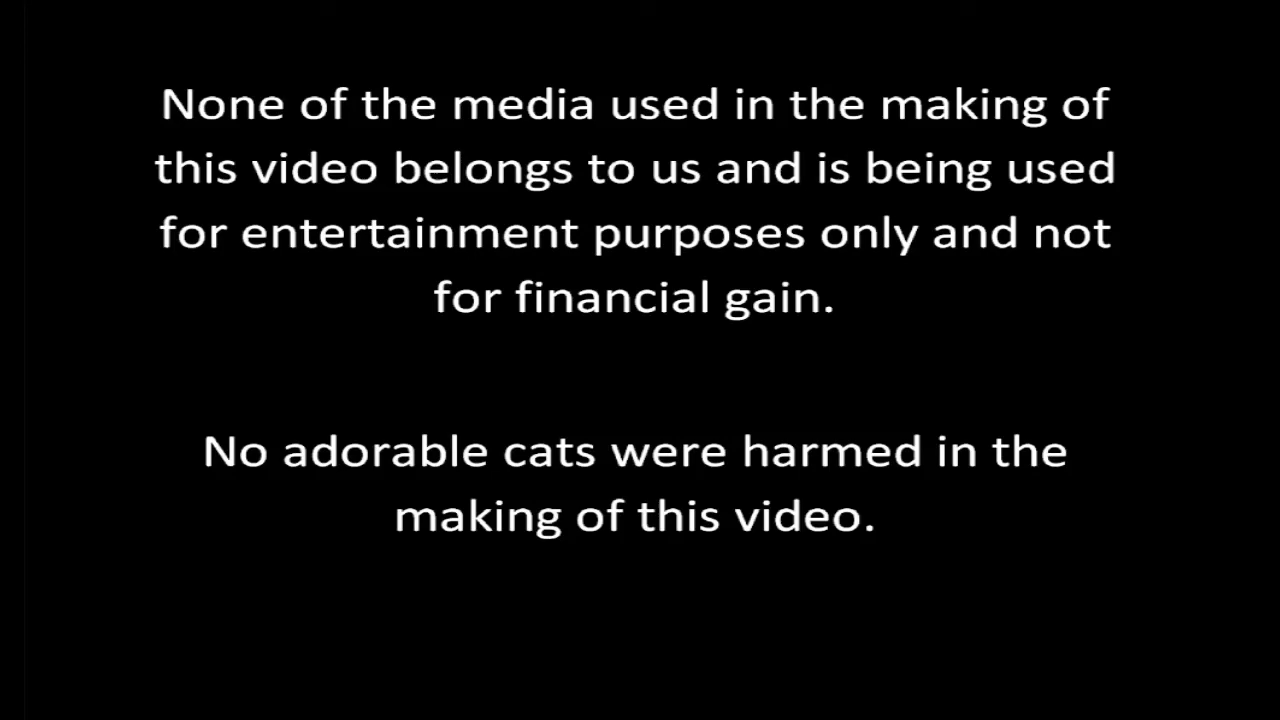 None of the media used in the making of
this video belongs to us and is being used
for entertainment purposes only and not
for financial gain.
No adorable cats were harmed in the
making of this video.